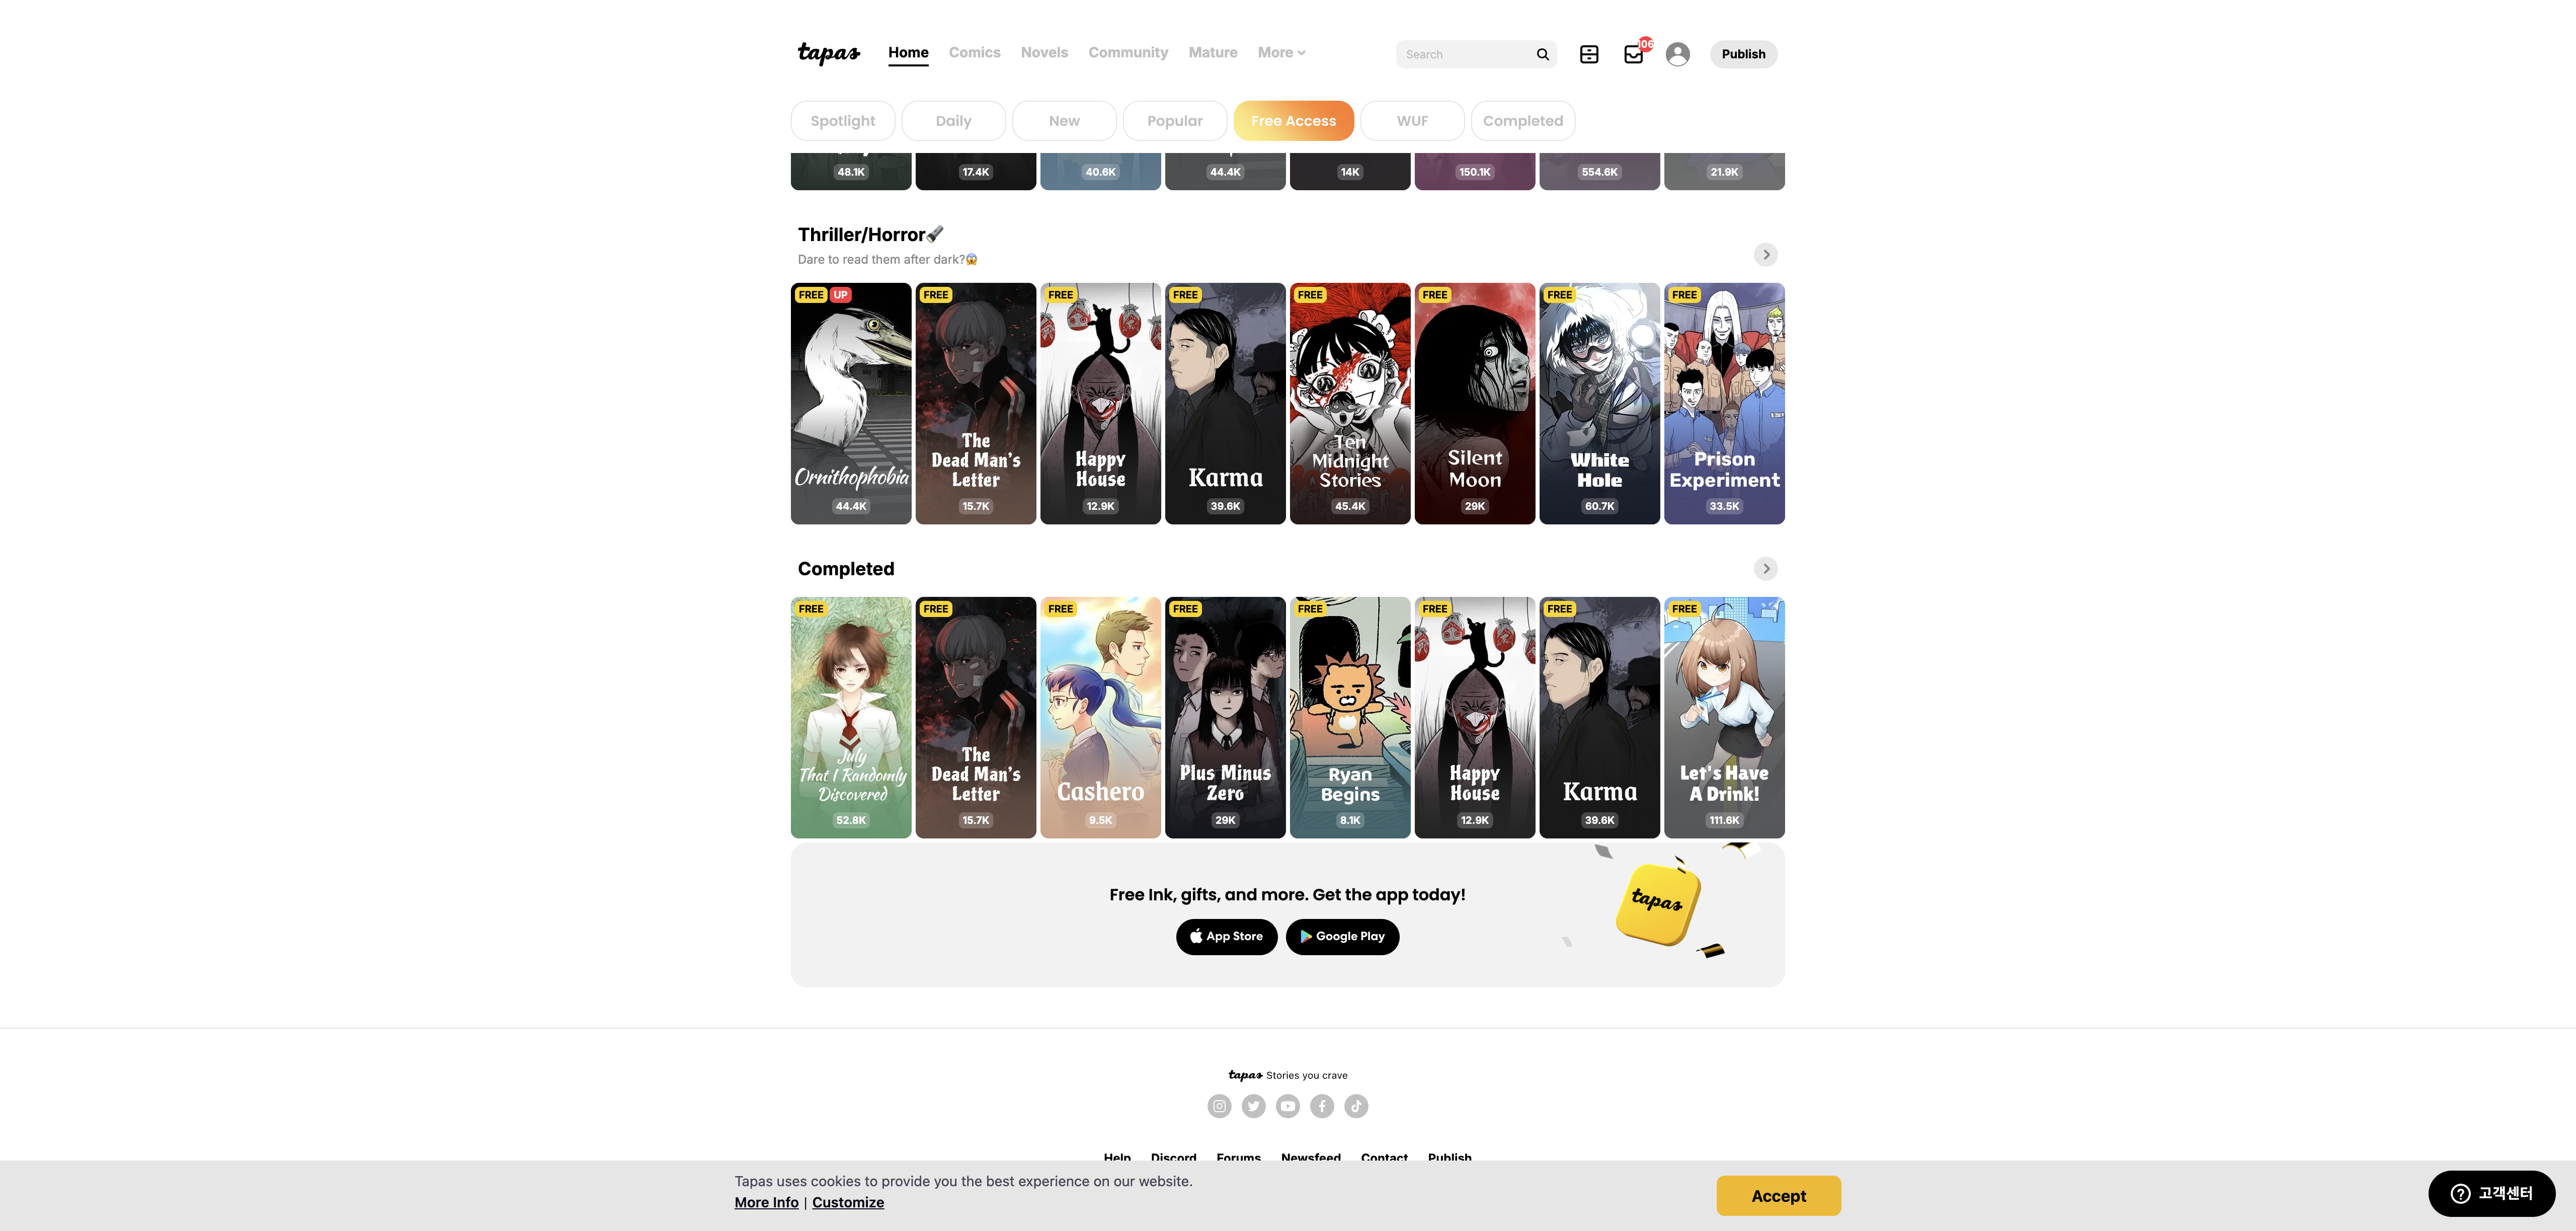 tapas Home Comics Novels Community Mature More Search 106 Publish
Spotlight Daily New Popular Free Access WUF Completed
48.1K 17.4K 40.6K 44.4K 14K 150.1K 554.6K 21.9K
Thriller/Horror🔦
Dare to read them after dark?😱
FREE UP
Ornithophobia
44.4K
FREE
The
Dead Man's
Letter
15.7K
FREE
Happy
House
12.9K
FREE
Karma
39.6K
FREE
Ten
Midnight
Stories
45.4K
FREE
Silent
Moon
29K
FREE
White
Hole
60.7K
FREE
Prison
Experiment
33.5K
Completed
FREE
July
That I Randomly
Discovered
52.8K
FREE
The
Dead Man's
Letter
15.7K
FREE
Cashero
9.5K
FREE
Plus Minus
Zero
29K
FREE
Ryan
Begins
8.1K
FREE
Happy
House
12.9K
FREE
Karma
39.6K
FREE
Let's Have
A Drink!
111.6K
Free Ink, gifts, and more. Get the app today!
App Store Google Play
tapas
tapas Stories you crave
Help Discord Forums Newsfeed Contact Publish
Tapas uses cookies to provide you the best experience on our website.
More Info | Customize
Accept
고객센터